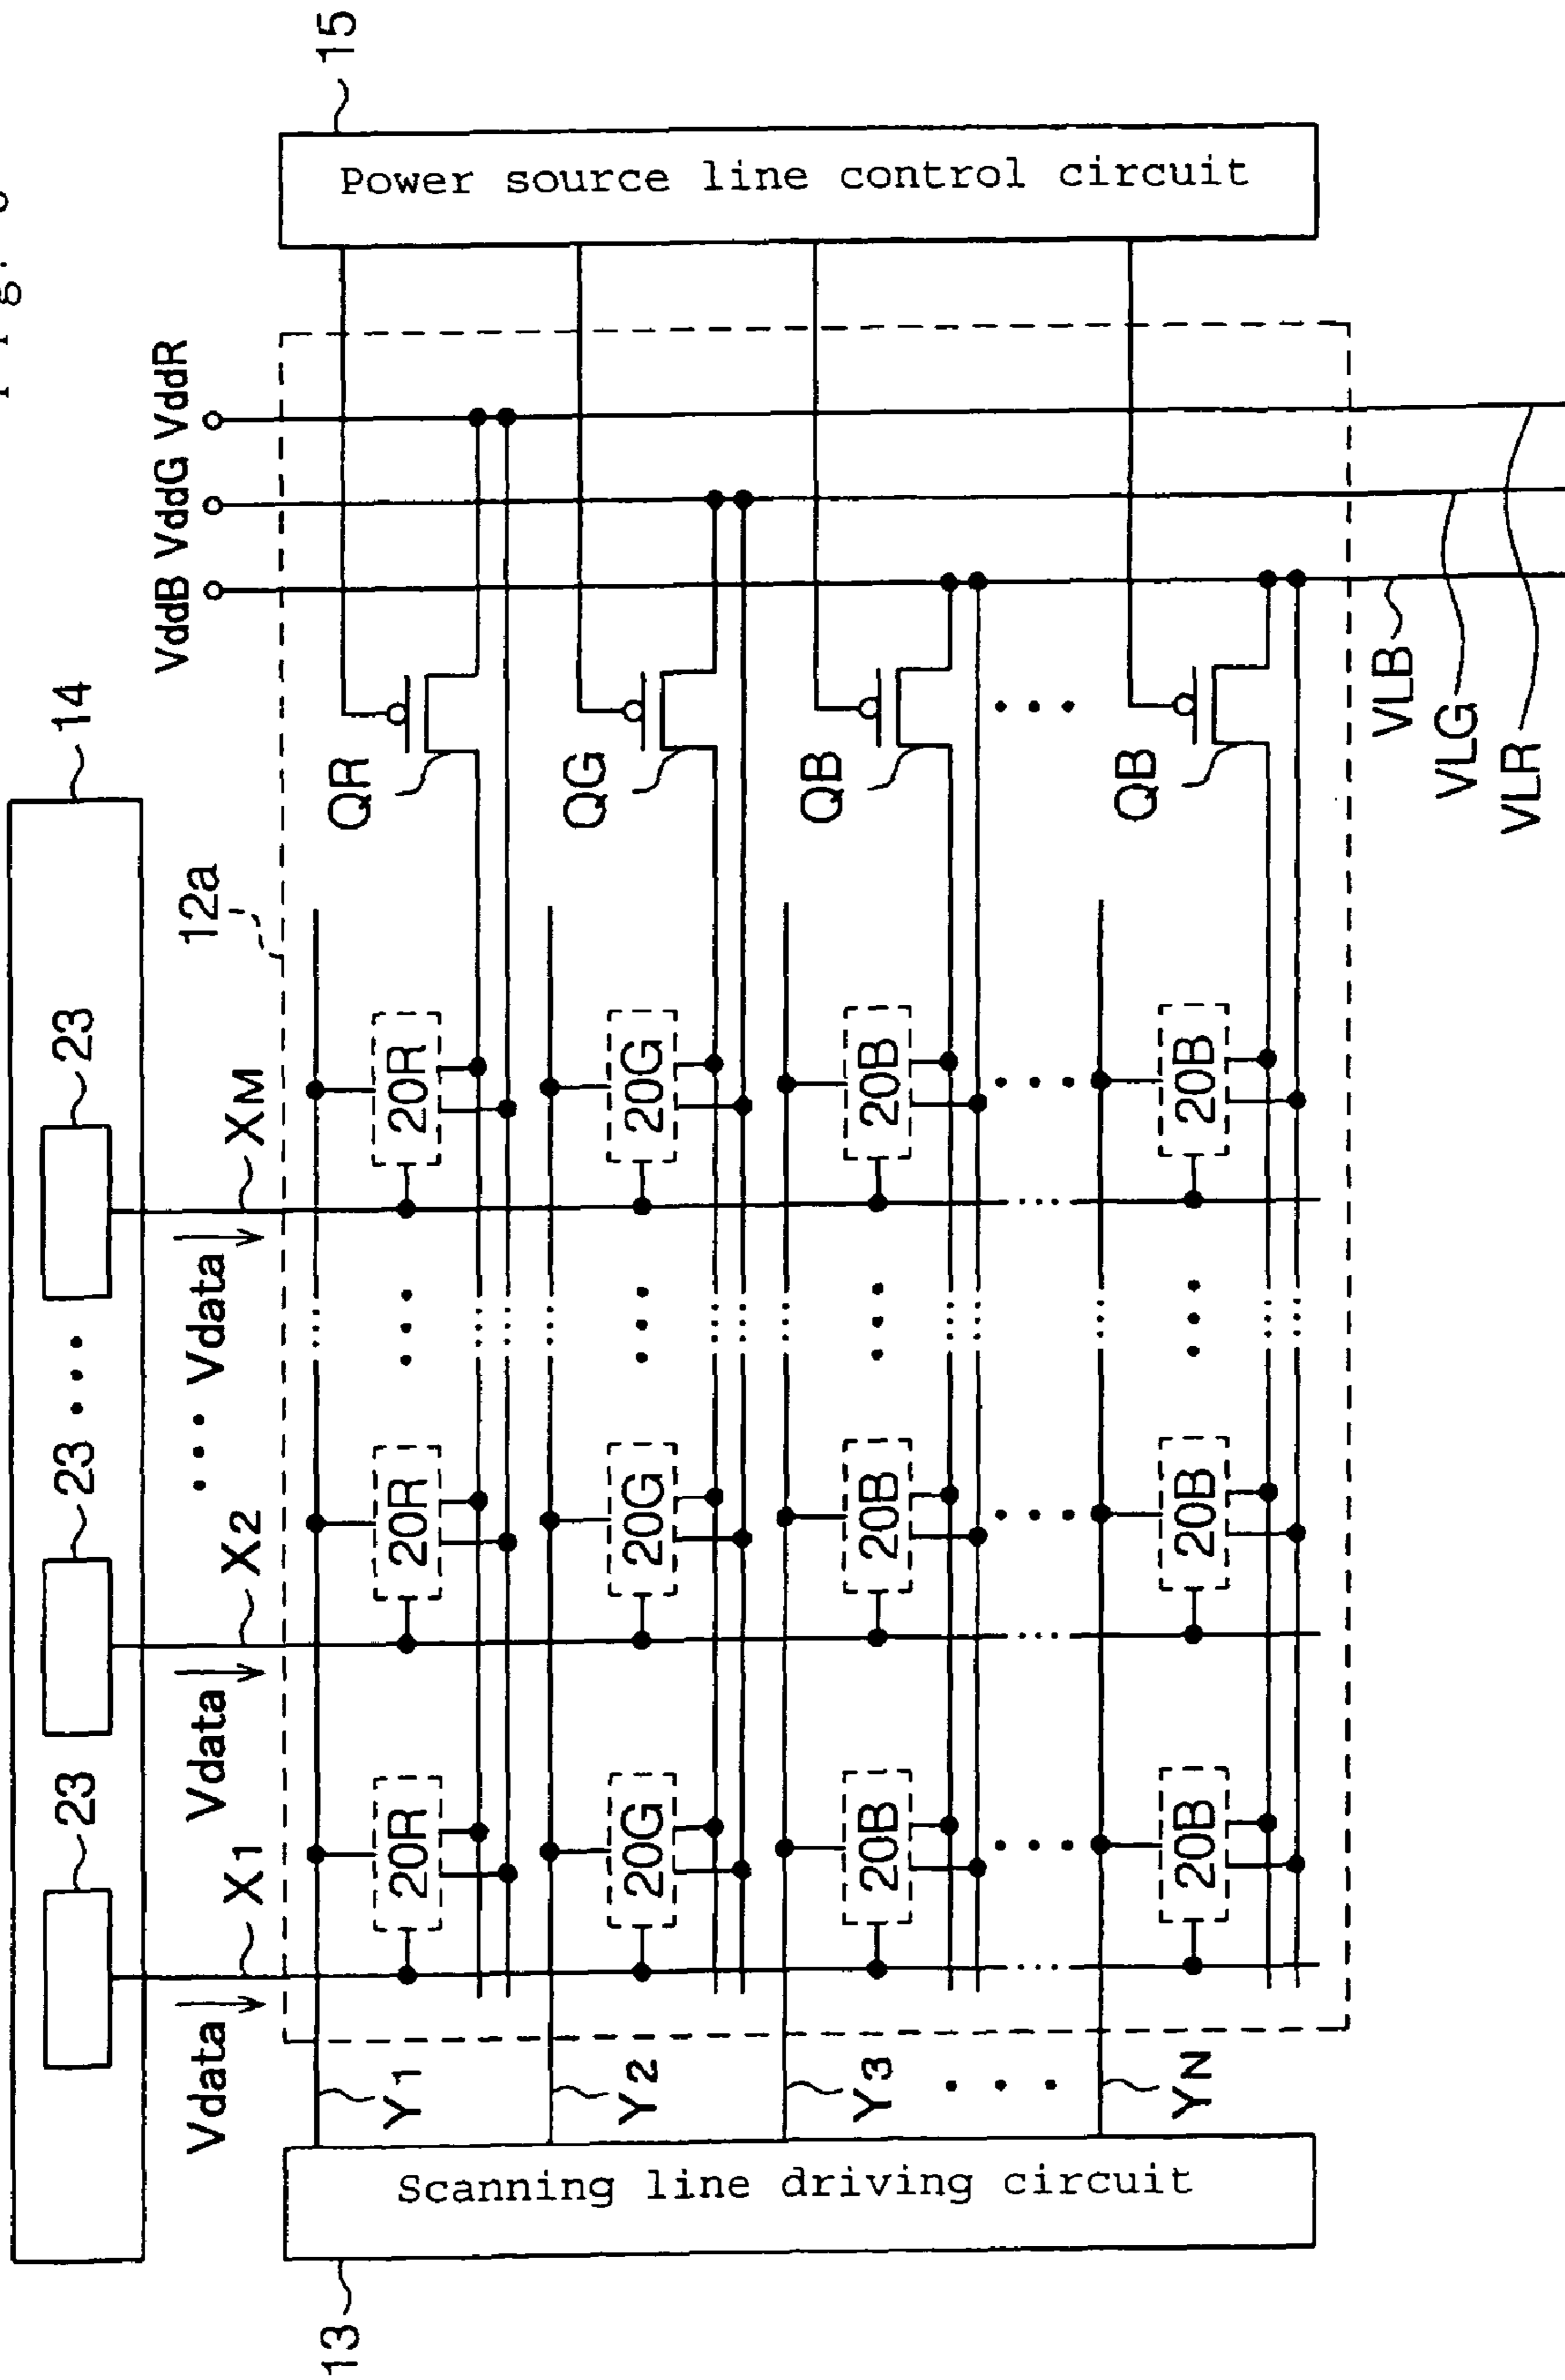 Fig.
14
23
23
23
Vdata
Vdata
Vdata
X1
X2
XM
12a
VddB
VddG
VddR
13
Scanning line driving circuit
Power source line control circuit
15
Y1
20R
20R
20R
QR
Y2
20G
20G
20G
QG
Y3
20B
20B
20B
QB
YN
20B
20B
20B
QB
VLB
VLG
VLR